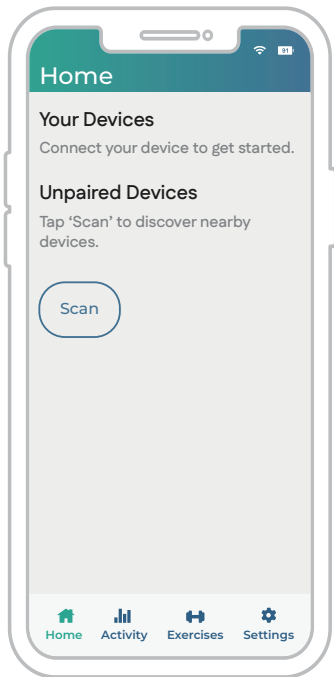 91
Home
Your Devices
Connect your device to get started.
Unpaired Devices
Tap ‘Scan’ to discover nearby
devices.
Scan
Home Activity Exercises Settings